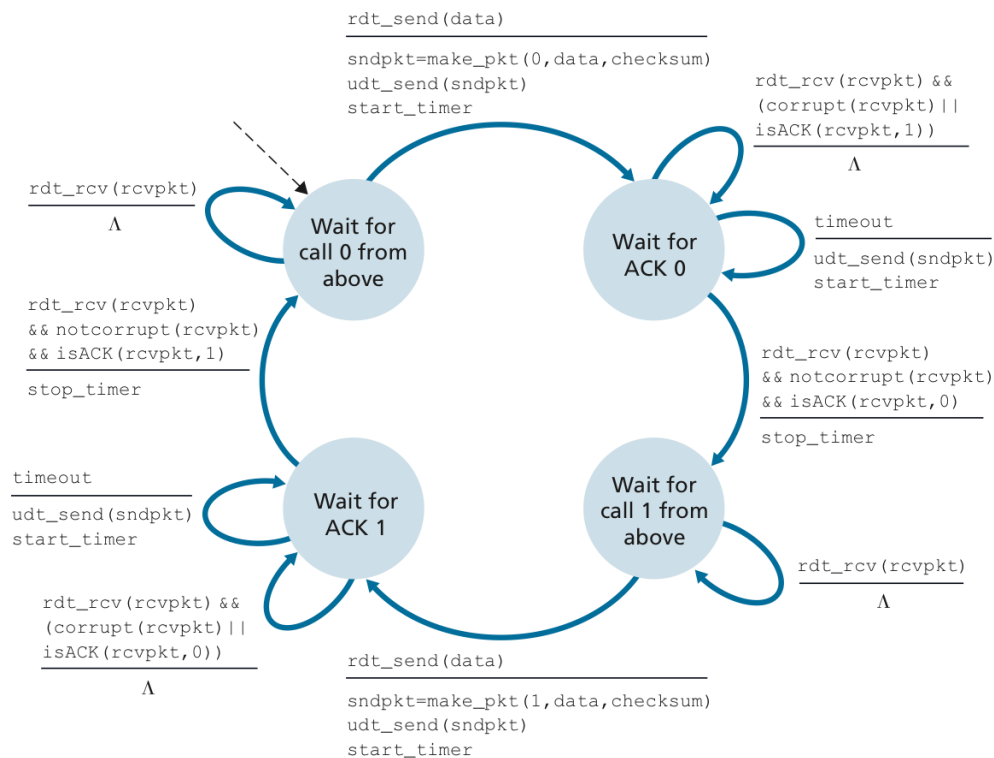 rdt_send(data)
sndpkt=make_pkt(0,data,checksum)
udt_send(sndpkt)
start_timer
rdt_rcv(rcvpkt) &&
(corrupt(rcvpkt)||
isACK(rcvpkt,1))
Λ
rdt_rcv(rcvpkt)
Λ
Wait for
call 0 from
above
Wait for
ACK 0
timeout
udt_send(sndpkt)
start_timer
rdt_rcv(rcvpkt)
&& notcorrupt(rcvpkt)
&& isACK(rcvpkt,1)
stop_timer
rdt_rcv(rcvpkt)
&& notcorrupt(rcvpkt)
&& isACK(rcvpkt,0)
stop_timer
timeout
udt_send(sndpkt)
start_timer
Wait for
ACK 1
Wait for
call 1 from
above
rdt_rcv(rcvpkt)
Λ
rdt_rcv(rcvpkt) &&
(corrupt(rcvpkt)||
isACK(rcvpkt,0))
Λ
rdt_send(data)
sndpkt=make_pkt(1,data,checksum)
udt_send(sndpkt)
start_timer